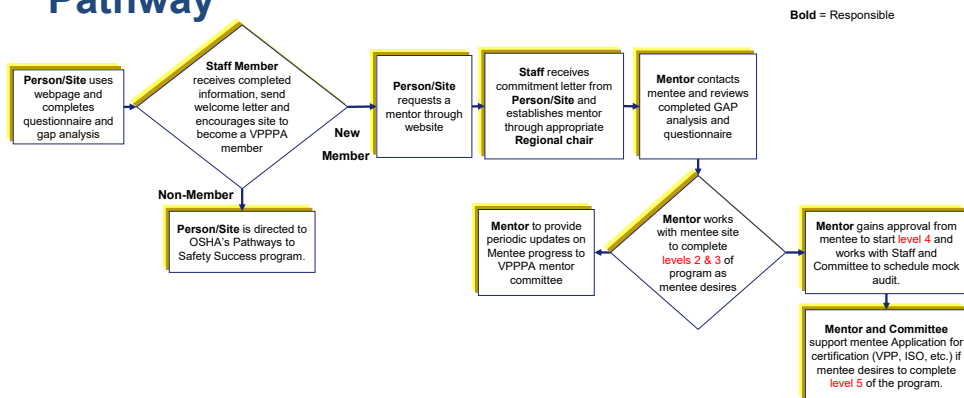 Pathway
Bold = Responsible
Person/Site uses
webpage and
completes
questionnaire and
gap analysis
Staff Member
receives completed
information, send
welcome letter and
encourages site to
become a VPPPA
member
New
Member
Non-Member
Person/Site is directed to
OSHA's Pathways to
Safety Success program.
Person/Site
requests a
mentor through
website
Staff receives
commitment letter from
Person/Site and
establishes mentor
through appropriate
Regional chair
Mentor contacts
mentee and reviews
completed GAP
analysis and
questionnaire
Mentor works
with mentee site
to complete
levels 2 & 3 of
program as
mentee desires
Mentor to provide
periodic updates on
Mentee progress to
VPPPA mentor
committee
Mentor gains approval from
mentee to start level 4 and
works with Staff and
Committee to schedule mock
audit.
Mentor and Committee
support mentee Application for
certification (VPP, ISO, etc.) if
mentee desires to complete
level 5 of the program.